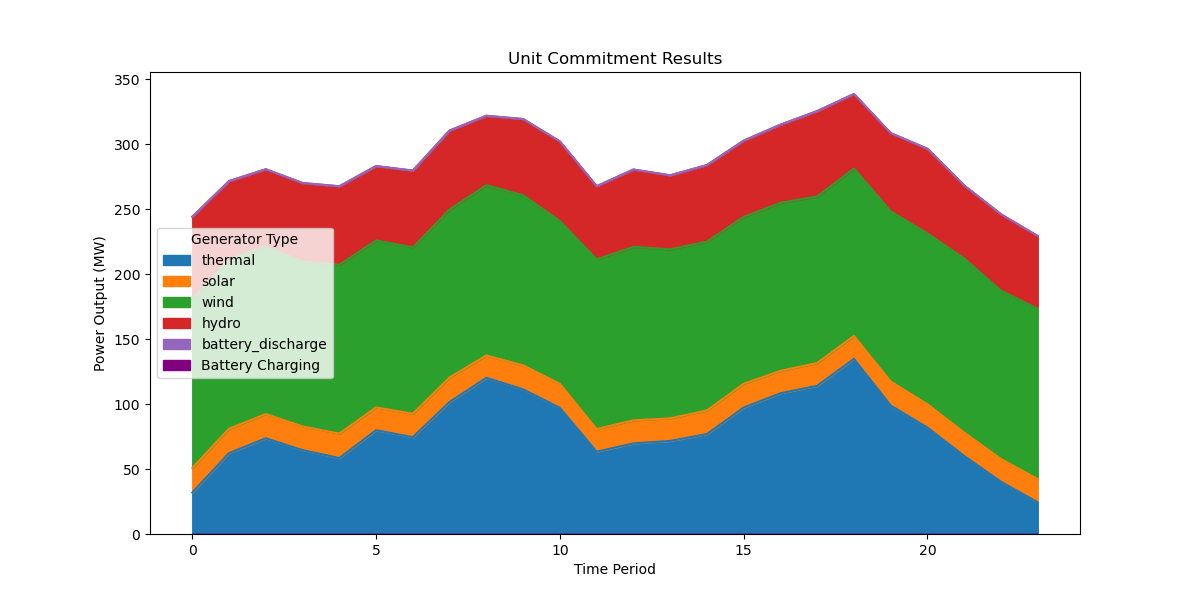 Unit Commitment Results
350
300
250
200
150
100
50
0
Power Output (MW)
Generator Type
thermal
solar
wind
hydro
battery_discharge
Battery Charging
0 5 10 15 20
Time Period